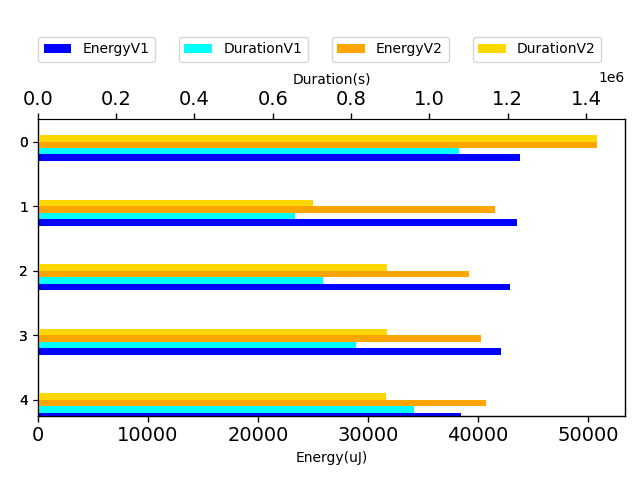 EnergyV1 DurationV1 EnergyV2 DurationV2
Duration(s)
1e6
0.0 0.2 0.4 0.6 0.8 1.0 1.2 1.4
0
1
2
3
4
0 10000 20000 30000 40000 50000
Energy(uJ)